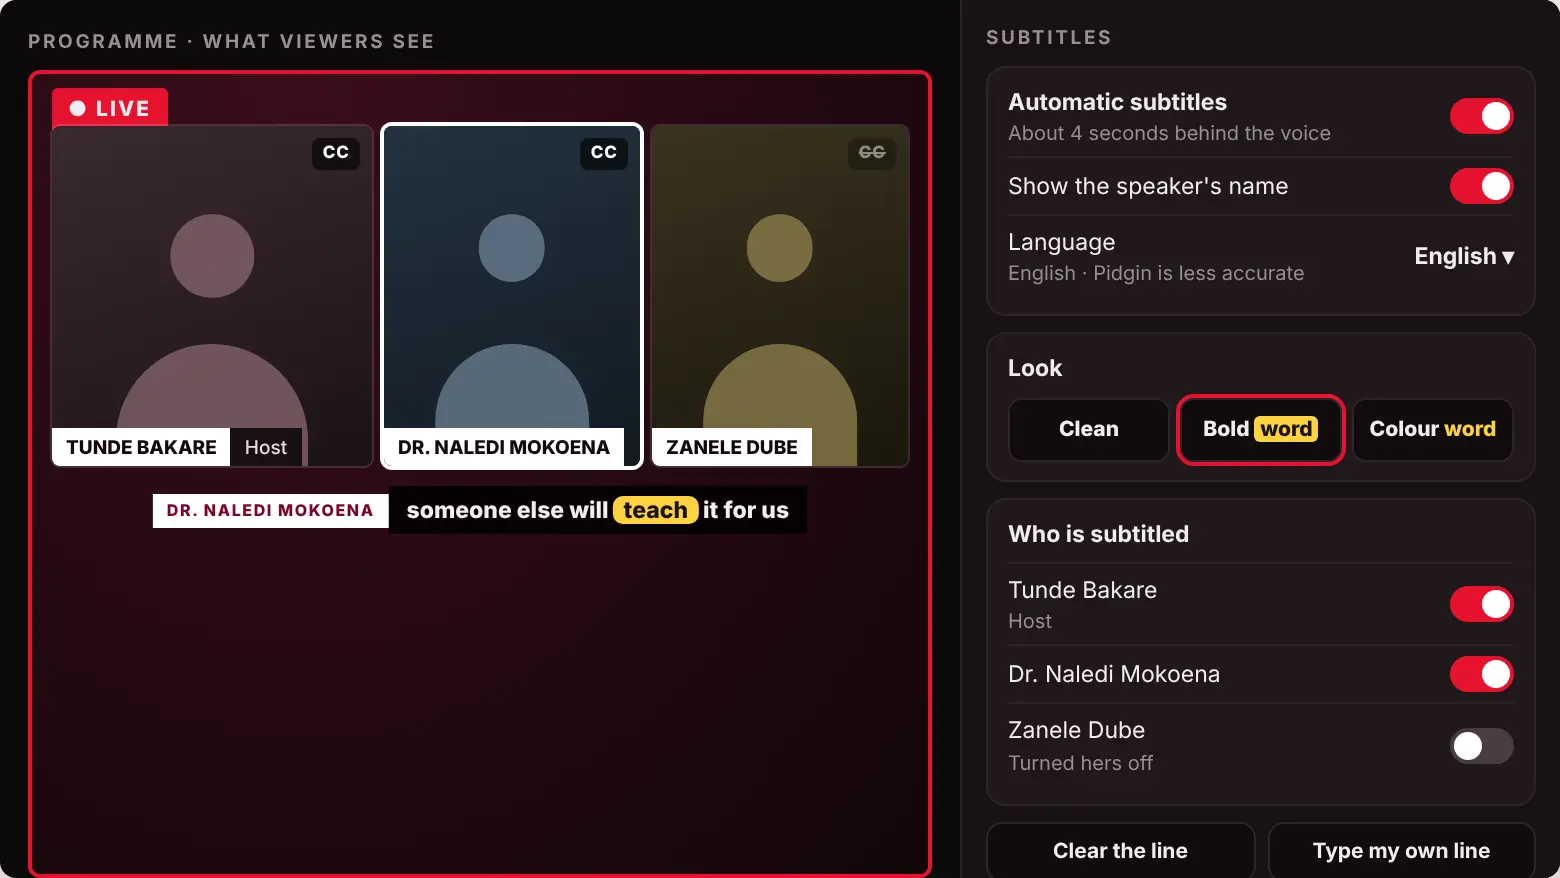 PROGRAMME · WHAT VIEWERS SEE
LIVE
CC
CC
CC
TUNDE BAKARE Host
DR. NALEDI MOKOENA
ZANELE DUBE
DR. NALEDI MOKOENA someone else will teach it for us
SUBTITLES
Automatic subtitles
About 4 seconds behind the voice
Show the speaker's name
Language
English · Pidgin is less accurate
English ▾
Look
Clean
Bold word
Colour word
Who is subtitled
Tunde Bakare
Host
Dr. Naledi Mokoena
Zanele Dube
Turned hers off
Clear the line
Type my own line